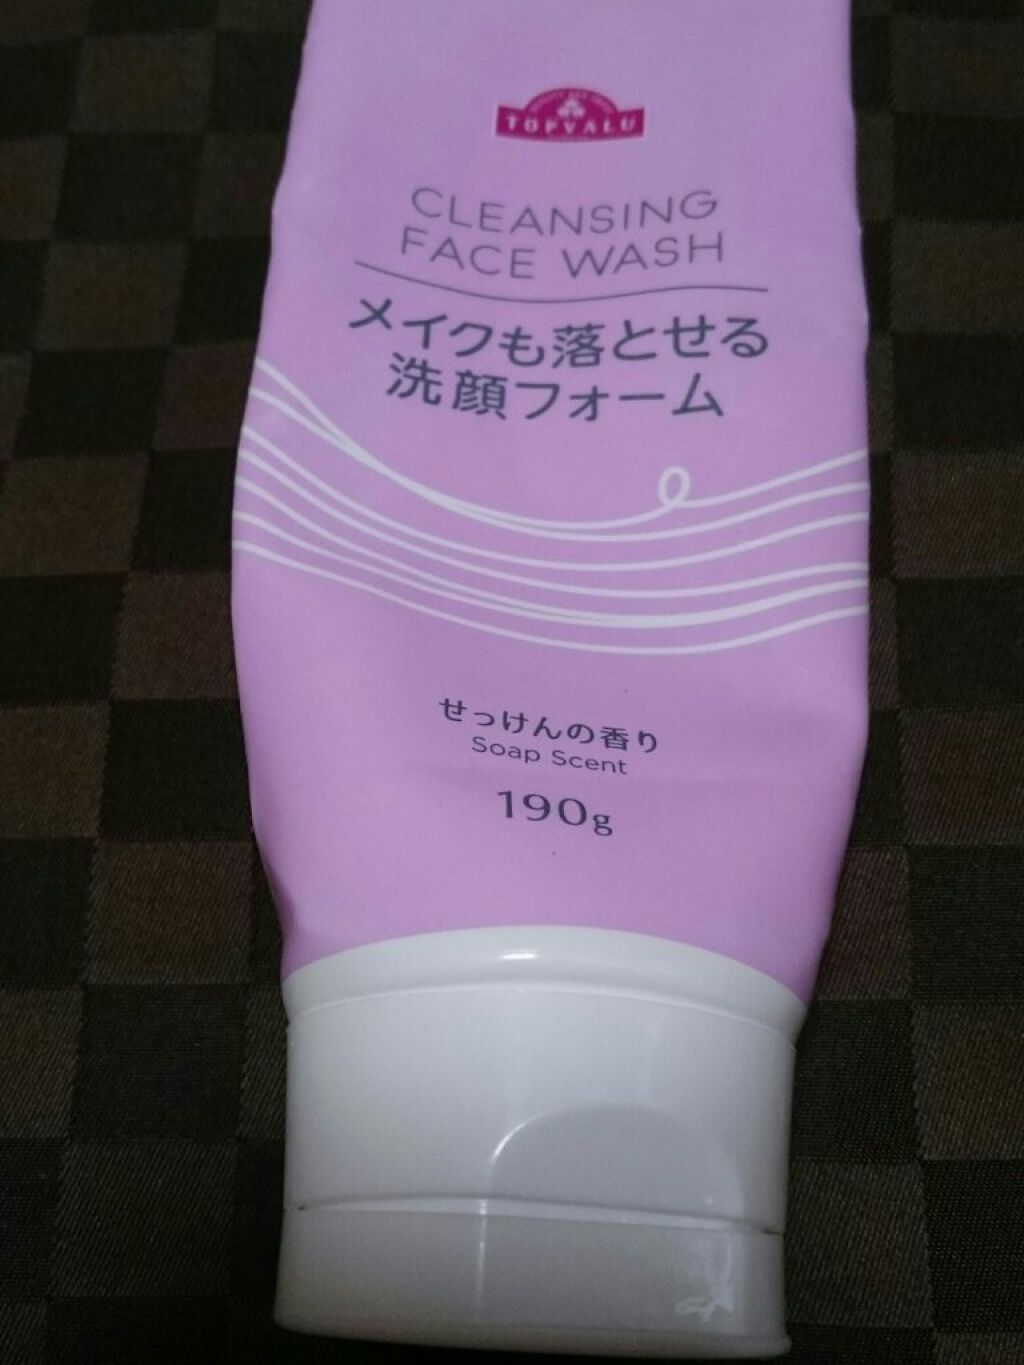 TOPVALU
CLEANSING
FACE WASH
メイクも落とせる
洗顔フォーム
せっけんの香り
Soap Scent
190g